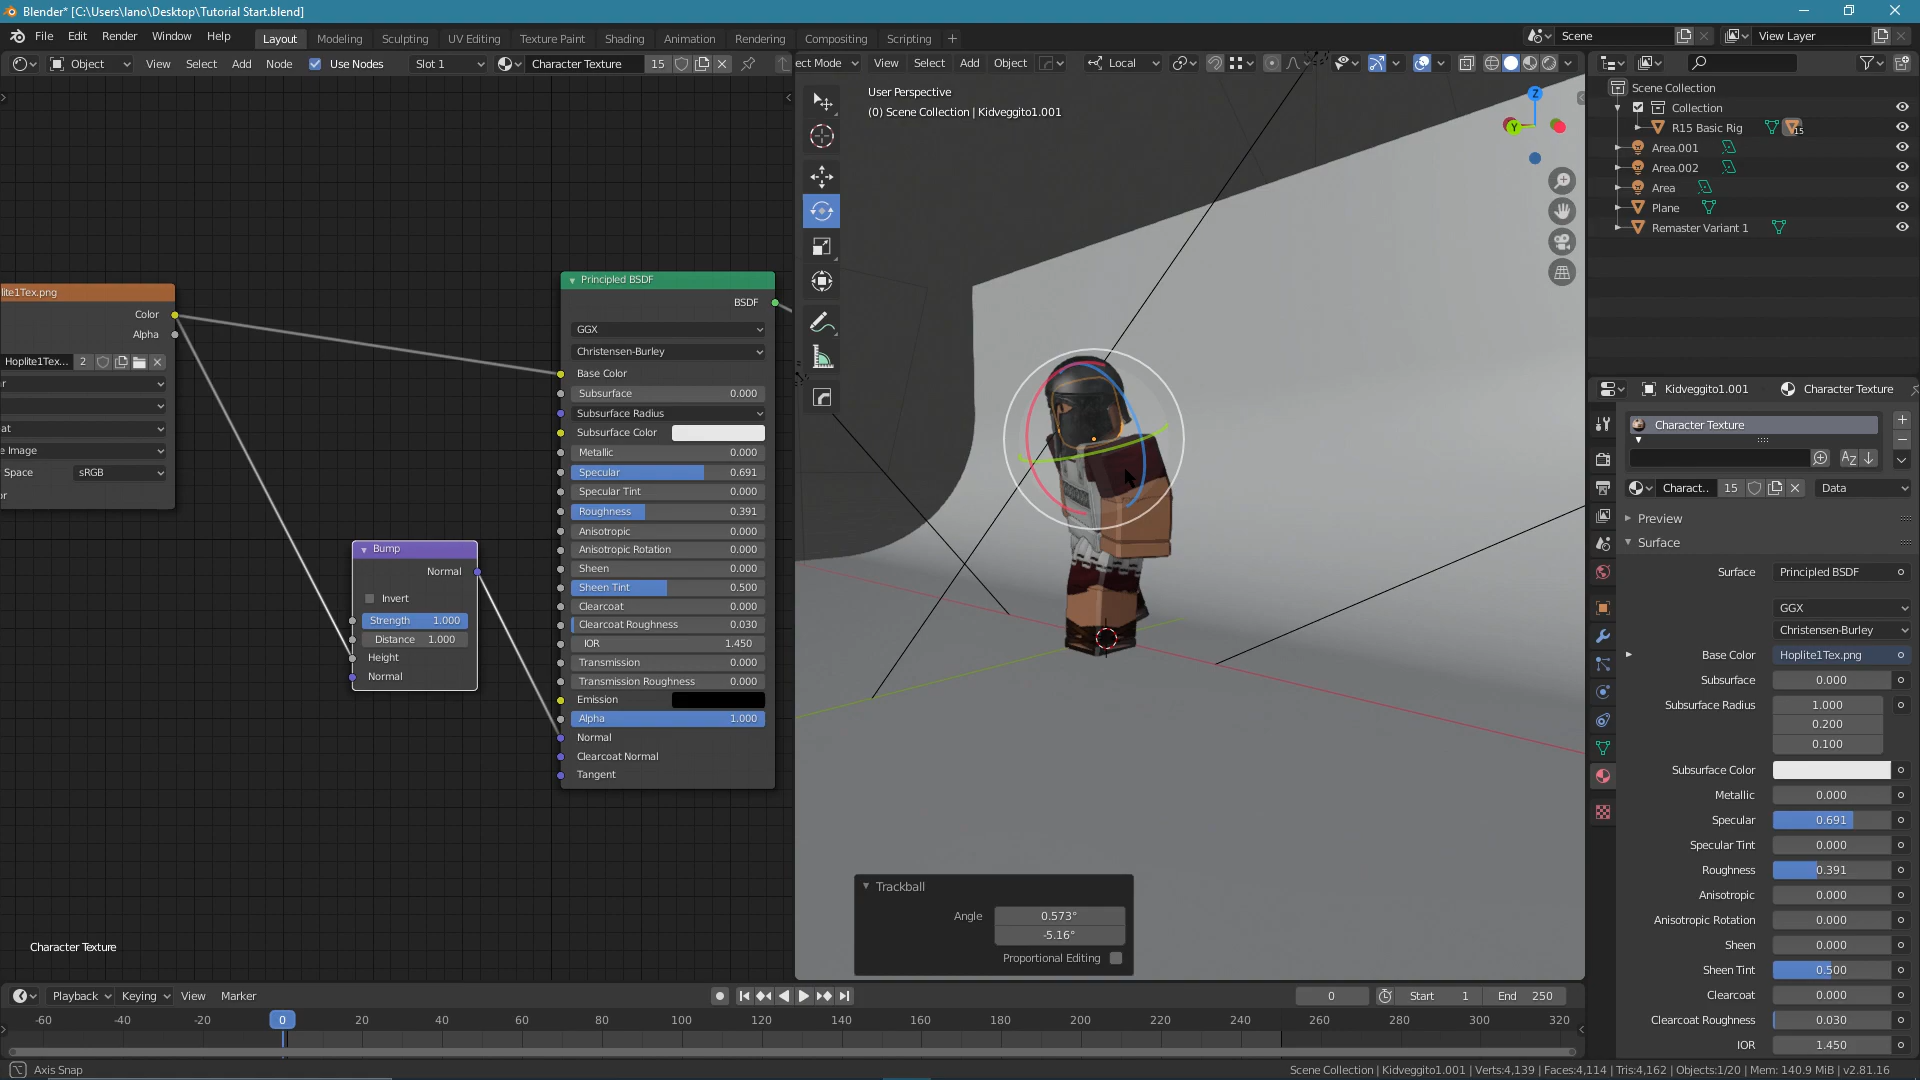 Blender* [C:\Users\lano\Desktop\Tutorial Start.blend]
File Edit Render Window Help Layout Modeling Sculpting UV Editing Texture Paint Shading Animation Rendering Compositing Scripting Scene View Layer
Object View Select Add Node Use Nodes Slot 1 Character Texture 15 ect Mode View Select Add Object Local
User Perspective
(0) Scene Collection | Kidveggito1.001
Z
Y
Scene Collection
Collection
R15 Basic Rig 15
Area.001
Area.002
Area
Plane
Remaster Variant 1
lite1Tex.png
Color
Alpha
Hoplite1Tex... 2
r
at
e Image
Space sRGB
or
Bump
Normal
Invert
Strength 1.000
Distance 1.000
Height
Normal
Principled BSDF
BSDF
GGX
Christensen-Burley
Base Color
Subsurface 0.000
Subsurface Radius
Subsurface Color
Metallic 0.000
Specular 0.691
Specular Tint 0.000
Roughness 0.391
Anisotropic 0.000
Anisotropic Rotation 0.000
Sheen 0.000
Sheen Tint 0.500
Clearcoat 0.000
Clearcoat Roughness 0.030
IOR 1.450
Transmission 0.000
Transmission Roughness 0.000
Emission
Alpha 1.000
Normal
Clearcoat Normal
Tangent
Character Texture
Trackball
Angle 0.573°
-5.16°
Proportional Editing
Kidveggito1.001 Character Texture
Character Texture
Charact.. 15 Data
Preview
Surface
Surface Principled BSDF
GGX
Christensen-Burley
Base Color Hoplite1Tex.png
Subsurface 0.000
Subsurface Radius 1.000
0.200
0.100
Subsurface Color
Metallic 0.000
Specular 0.691
Specular Tint 0.000
Roughness 0.391
Anisotropic 0.000
Anisotropic Rotation 0.000
Sheen 0.000
Sheen Tint 0.500
Clearcoat 0.000
Clearcoat Roughness 0.030
IOR 1.450
Playback Keying View Marker 0 Start 1 End 250
-60 -40 -20 0 20 40 60 80 100 120 140 160 180 200 220 240 260 280 300 320
Axis Snap
Scene Collection | Kidveggito1.001 | Verts:4,139 | Faces:4,114 | Tris:4,162 | Objects:1/20 | Mem: 140.9 MiB | v2.81.16